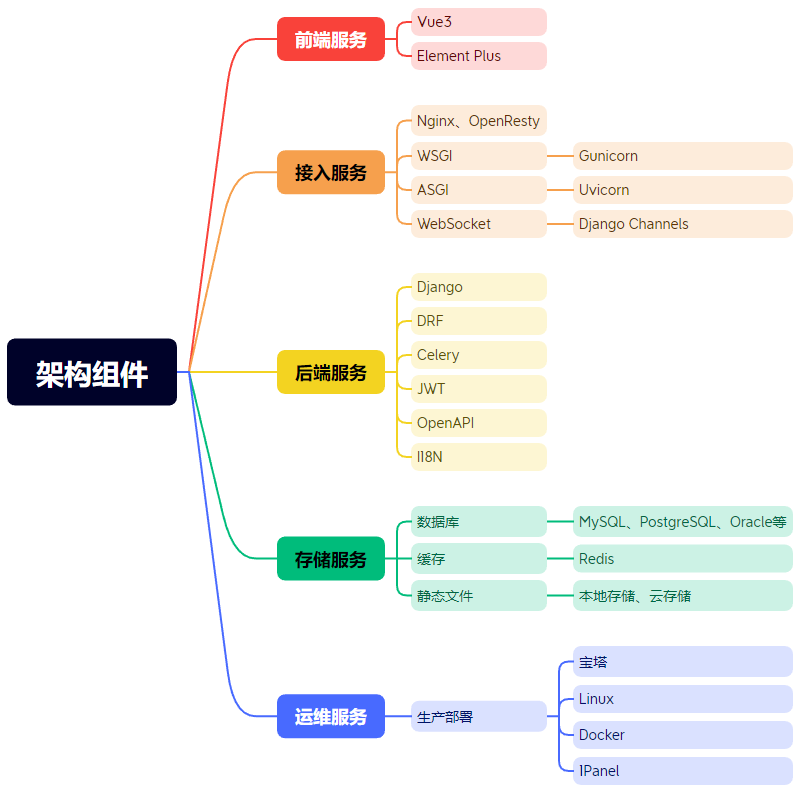 架构组件
前端服务
Vue3
Element Plus
接入服务
Nginx、OpenResty
WSGI
Gunicorn
ASGI
Uvicorn
WebSocket
Django Channels
后端服务
Django
DRF
Celery
JWT
OpenAPI
I18N
存储服务
数据库
MySQL、PostgreSQL、Oracle等
缓存
Redis
静态文件
本地存储、云存储
运维服务
生产部署
宝塔
Linux
Docker
1Panel